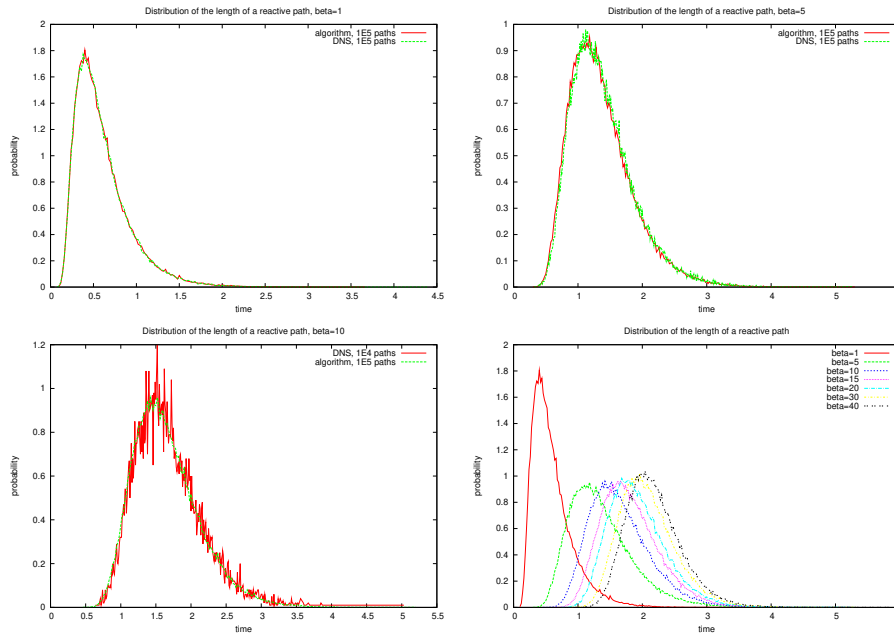 Distribution of the length of a reactive path, beta=1
algorithm, 1E5 paths
DNS, 1E5 paths
probability
2
1.8
1.6
1.4
1.2
1
0.8
0.6
0.4
0.2
0
0 0.5 1 1.5 2 2.5 3 3.5 4 4.5
time
Distribution of the length of a reactive path, beta=5
algorithm, 1E5 paths
DNS, 1E5 paths
probability
1
0.9
0.8
0.7
0.6
0.5
0.4
0.3
0.2
0.1
0
0 1 2 3 4 5 6
time
Distribution of the length of a reactive path, beta=10
DNS, 1E4 paths
algorithm, 1E5 paths
probability
1.2
1
0.8
0.6
0.4
0.2
0
0 0.5 1 1.5 2 2.5 3 3.5 4 4.5 5 5.5
time
Distribution of the length of a reactive path
beta=1
beta=5
beta=10
beta=15
beta=20
beta=30
beta=40
probability
2
1.8
1.6
1.4
1.2
1
0.8
0.6
0.4
0.2
0
0 1 2 3 4 5 6
time